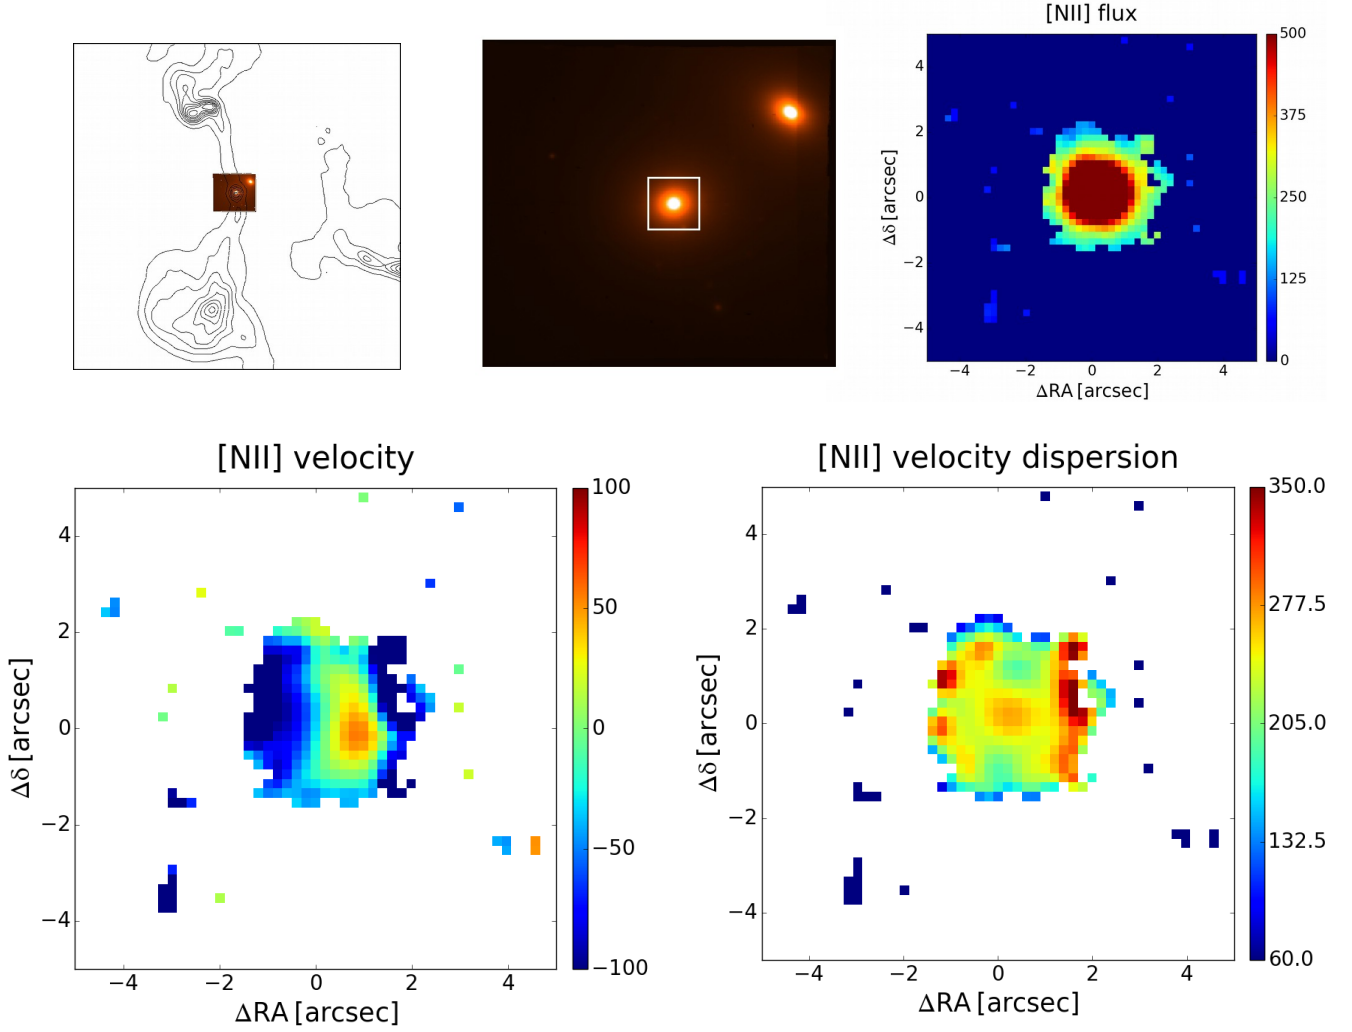 [NII] flux
500
375
250
125
0
4
2
0
−2
−4
Δδ [arcsec]
−4 −2 0 2 4
ΔRA [arcsec]
[NII] velocity
100
50
0
−50
−100
4
2
0
−2
−4
Δδ [arcsec]
−4 −2 0 2 4
ΔRA [arcsec]
[NII] velocity dispersion
350.0
277.5
205.0
132.5
60.0
4
2
0
−2
−4
Δδ [arcsec]
−4 −2 0 2 4
ΔRA [arcsec]